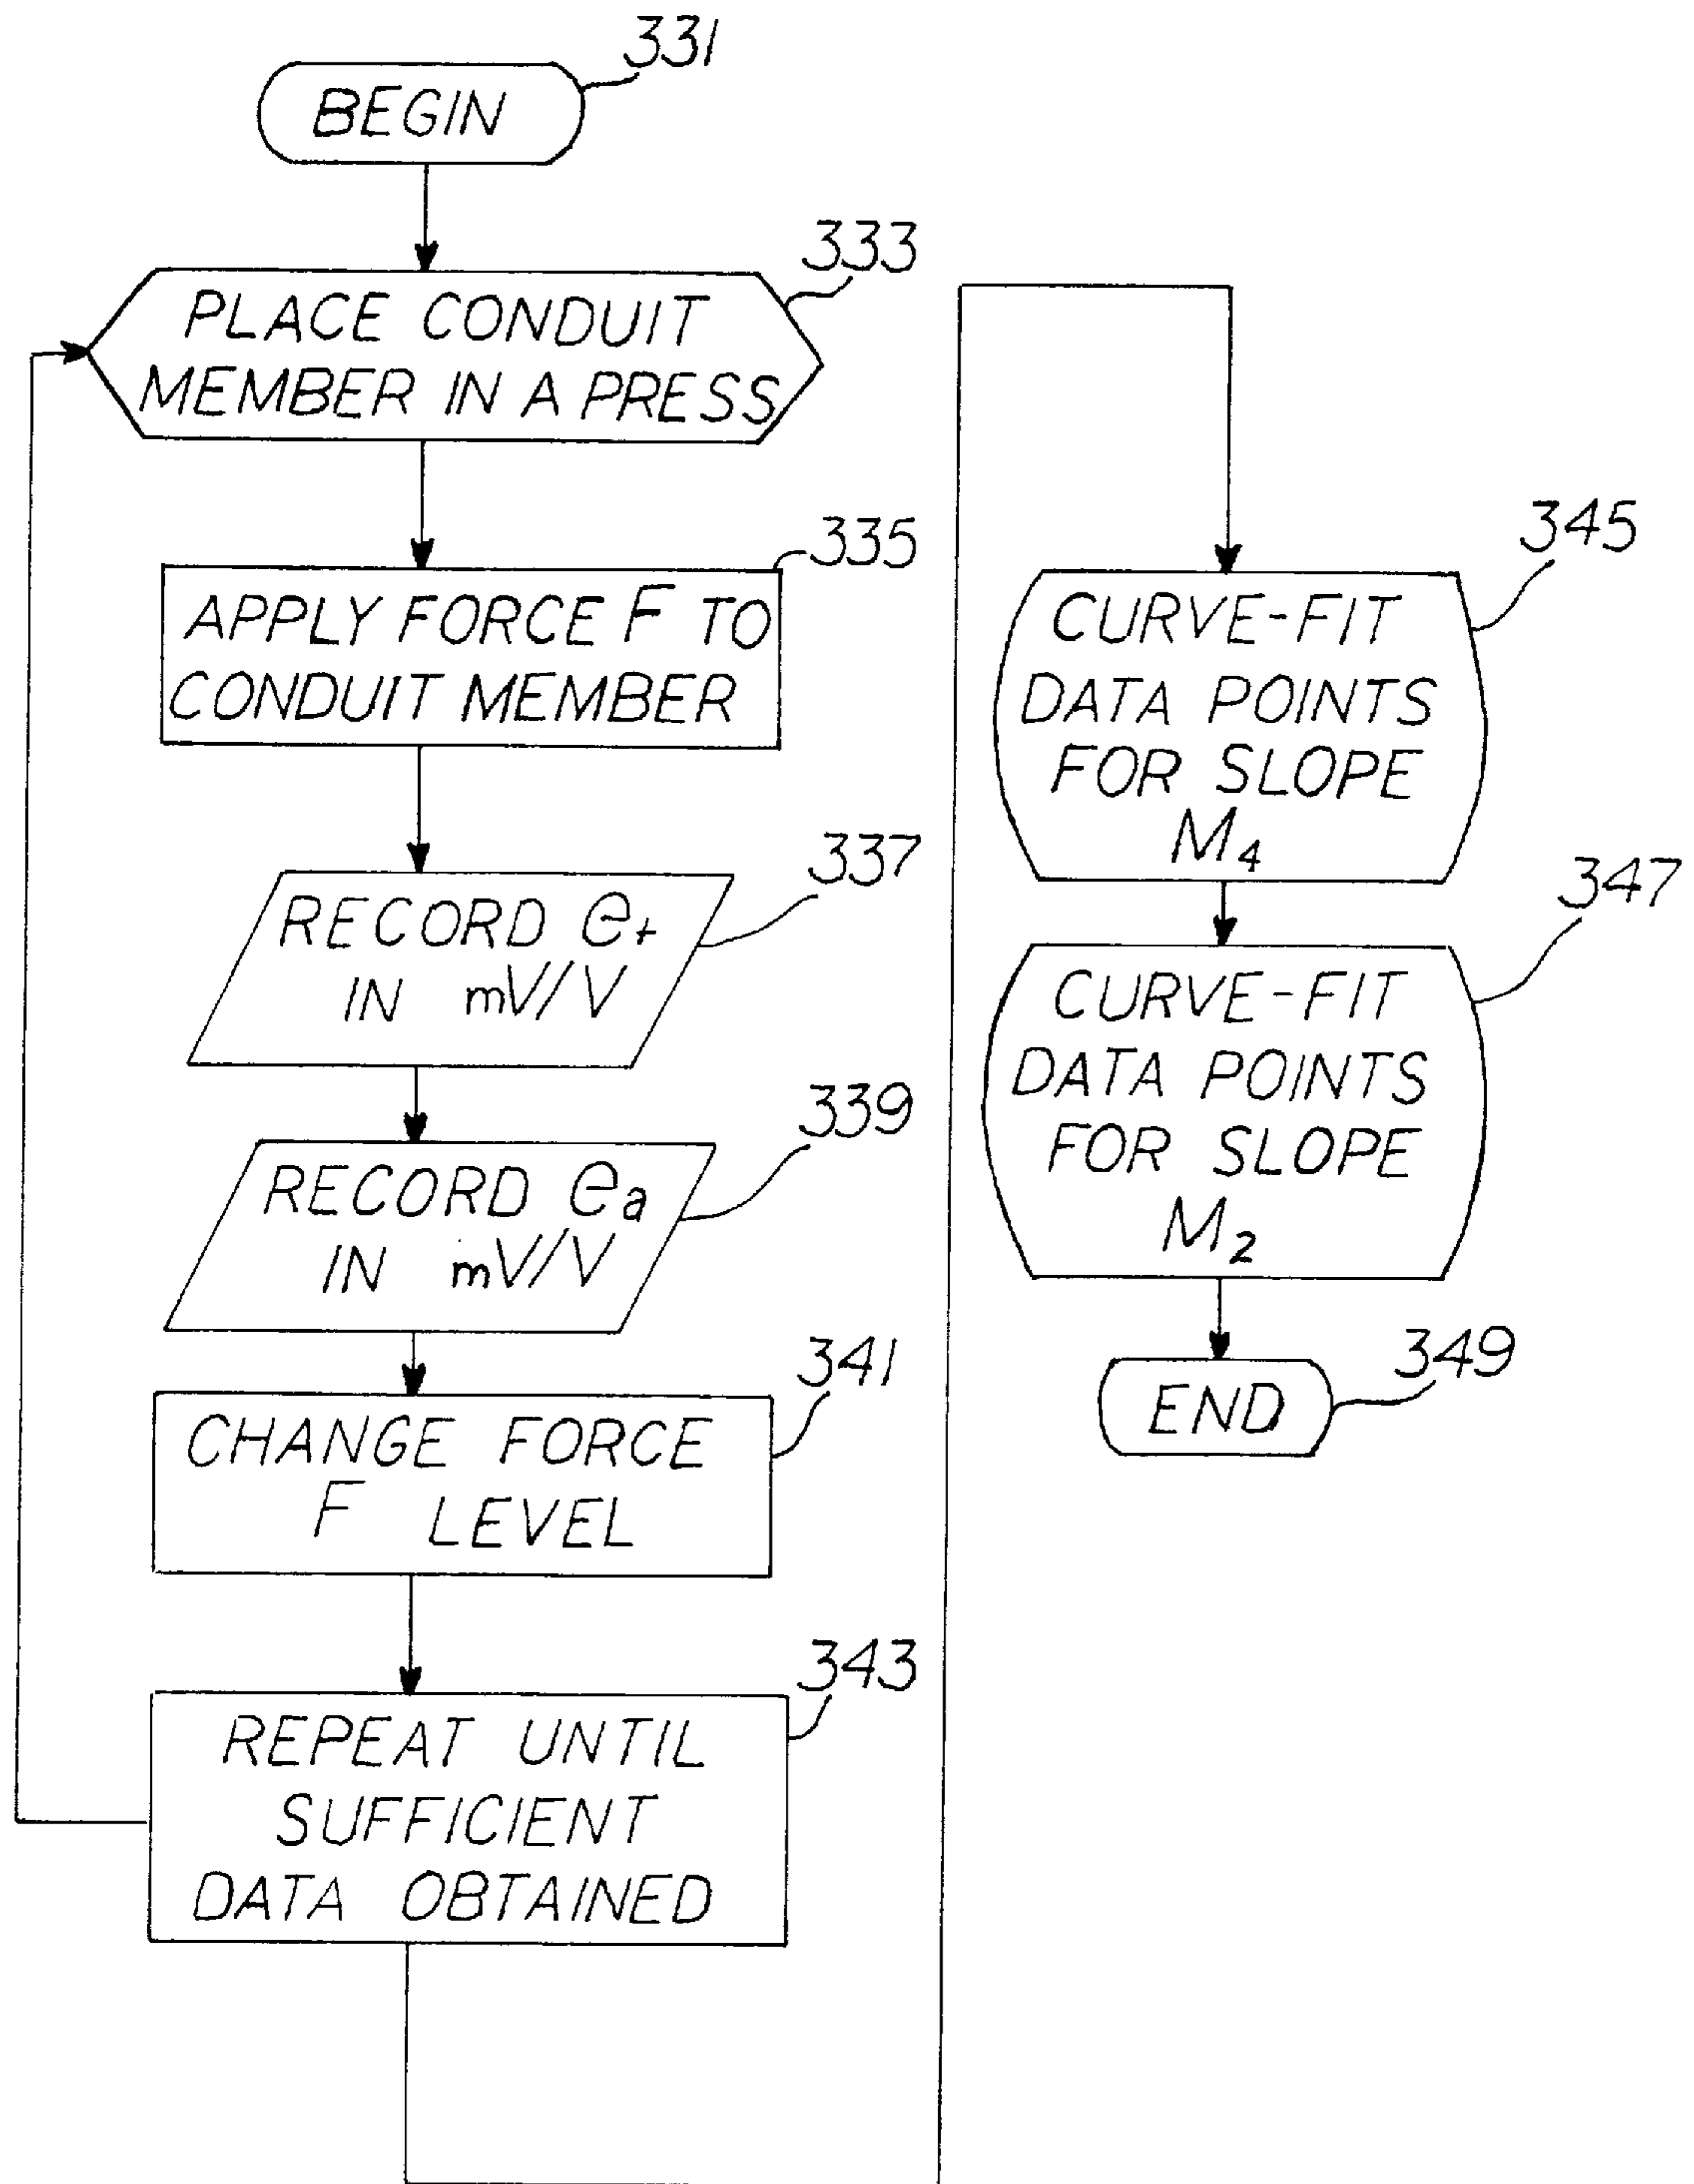 331
BEGIN
333
PLACE CONDUIT
MEMBER IN A PRESS
335
APPLY FORCE F TO
CONDUIT MEMBER
337
RECORD et
IN mV/V
339
RECORD ea
IN mV/V
341
CHANGE FORCE
F LEVEL
343
REPEAT UNTIL
SUFFICIENT
DATA OBTAINED
345
CURVE-FIT
DATA POINTS
FOR SLOPE
M4
347
CURVE-FIT
DATA POINTS
FOR SLOPE
M2
349
END